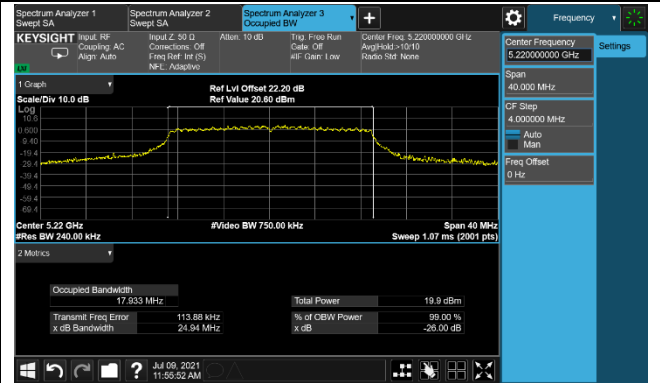 Spectrum Analyzer 1
Swept SA
Spectrum Analyzer 2
Swept SA
Spectrum Analyzer 3
Occupied BW
Frequency
KEYSIGHT
Input: RF
Coupling: AC
Align: Auto
LM
Input Z: 50 Ω
Corrections: Off
Freq Ref: Int (S)
NFE: Adaptive
Atten: 10 dB
Trig: Free Run
Gate: Off
#IF Gain: Low
Center Freq: 5.220000000 GHz
Avg|Hold:>10/10
Radio Std: None
Center Frequency
5.220000000 GHz
Settings
Span
40.000 MHz
CF Step
4.000000 MHz
Auto
Man
Freq Offset
0 Hz
1 Graph
Scale/Div 10.0 dB
Ref Lvl Offset 22.20 dB
Ref Value 20.60 dBm
Log
10.6
0.600
-9.40
-19.4
-29.4
-39.4
-49.4
-59.4
-69.4
Center 5.22 GHz
#Video BW 750.00 kHz
Span 40 MHz
#Res BW 240.00 kHz
Sweep 1.07 ms (2001 pts)
2 Metrics
Occupied Bandwidth
17.933 MHz
Total Power
19.9 dBm
Transmit Freq Error
113.88 kHz
% of OBW Power
99.00 %
x dB Bandwidth
24.94 MHz
x dB
-26.00 dB
?
Jul 09, 2021
11:55:52 AM